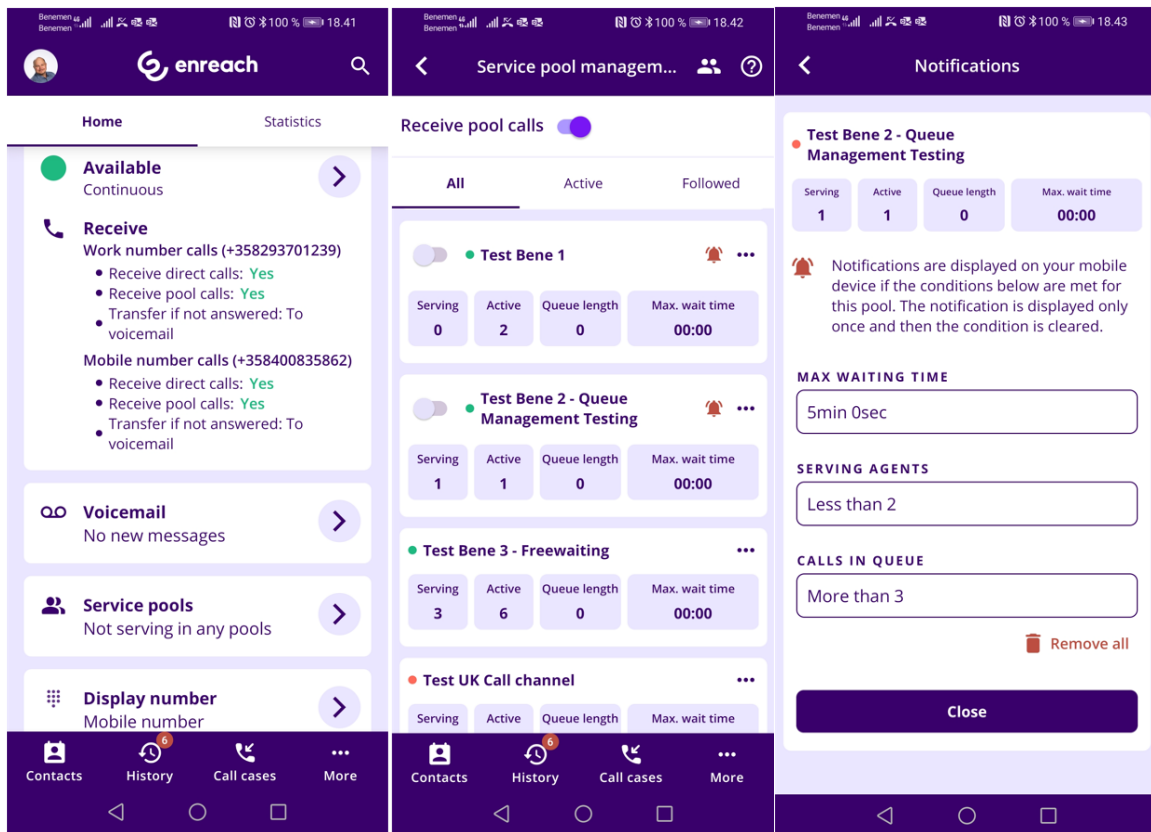 Benemen 4G
Benemen
100 % 18.41
enreach
Home
Statistics
Available
Continuous
Receive
Work number calls (+358293701239)
Receive direct calls: Yes
Receive pool calls: Yes
Transfer if not answered: To
voicemail
Mobile number calls (+358400835862)
Receive direct calls: Yes
Receive pool calls: Yes
Transfer if not answered: To
voicemail
Voicemail
No new messages
Service pools
Not serving in any pools
Display number
Mobile number
6
Contacts
History
Call cases
More
Benemen 4G
Benemen
100 % 18.42
Service pool managem...
Receive pool calls
All
Active
Followed
Test Bene 1
Serving Active Queue length Max. wait time
0 2 0 00:00
Test Bene 2 - Queue
Management Testing
Serving Active Queue length Max. wait time
1 1 0 00:00
Test Bene 3 - Freewaiting
Serving Active Queue length Max. wait time
3 6 0 00:00
Test UK Call channel
Serving Active Queue length Max. wait time
6
Contacts
History
Call cases
More
Benemen 4G
Benemen
100 % 18.43
Notifications
Test Bene 2 - Queue
Management Testing
Serving Active Queue length Max. wait time
1 1 0 00:00
Notifications are displayed on your mobile
device if the conditions below are met for
this pool. The notification is displayed only
once and then the condition is cleared.
MAX WAITING TIME
5min 0sec
SERVING AGENTS
Less than 2
CALLS IN QUEUE
More than 3
Remove all
Close